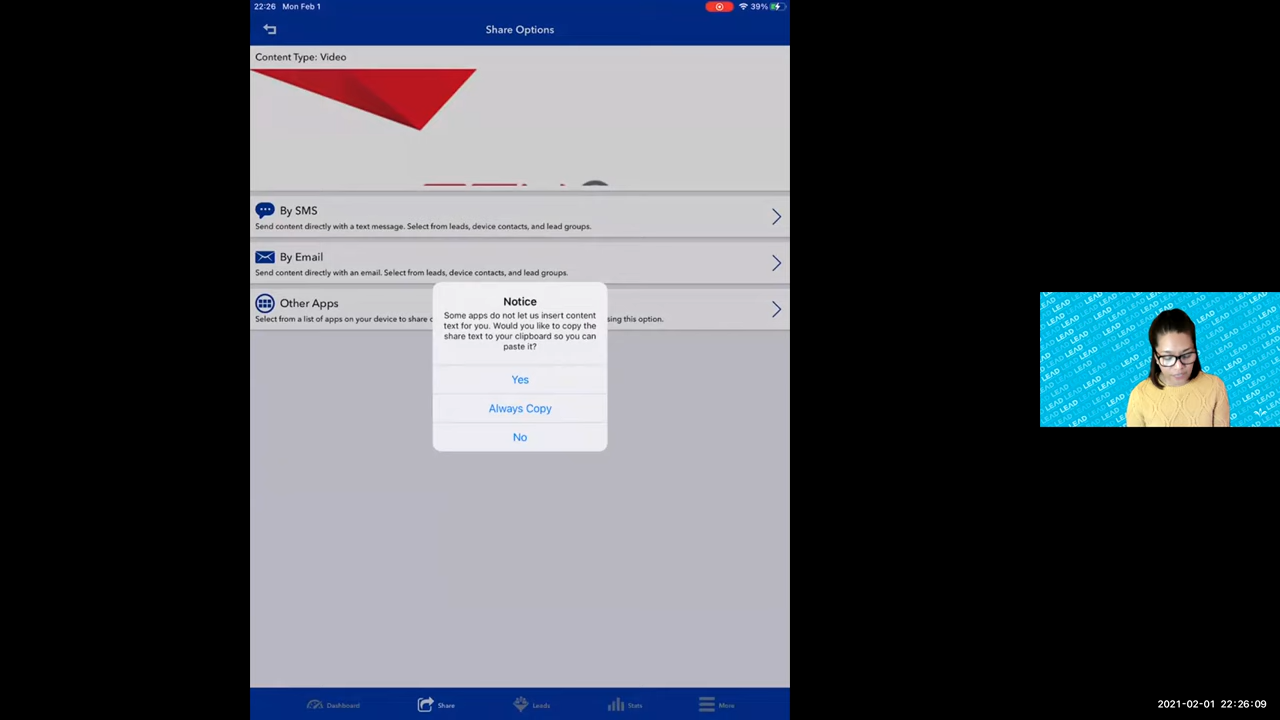 22:26 Mon Feb 1
39%
Share Options
Content Type: Video
By SMS
Send content directly with a text message. Select from leads, device contacts, and lead groups.
By Email
Send content directly with an email. Select from leads, device contacts, and lead groups.
Other Apps
Select from a list of apps on your device to share
using this option.
Notice
Some apps do not let us insert content
text for you. Would you like to copy the
share text to your clipboard so you can
paste it?
Yes
Always Copy
No
Dashboard
Share
Leads
Stats
More
LEAD LEAD LEAD
2021-02-01 22:28:09